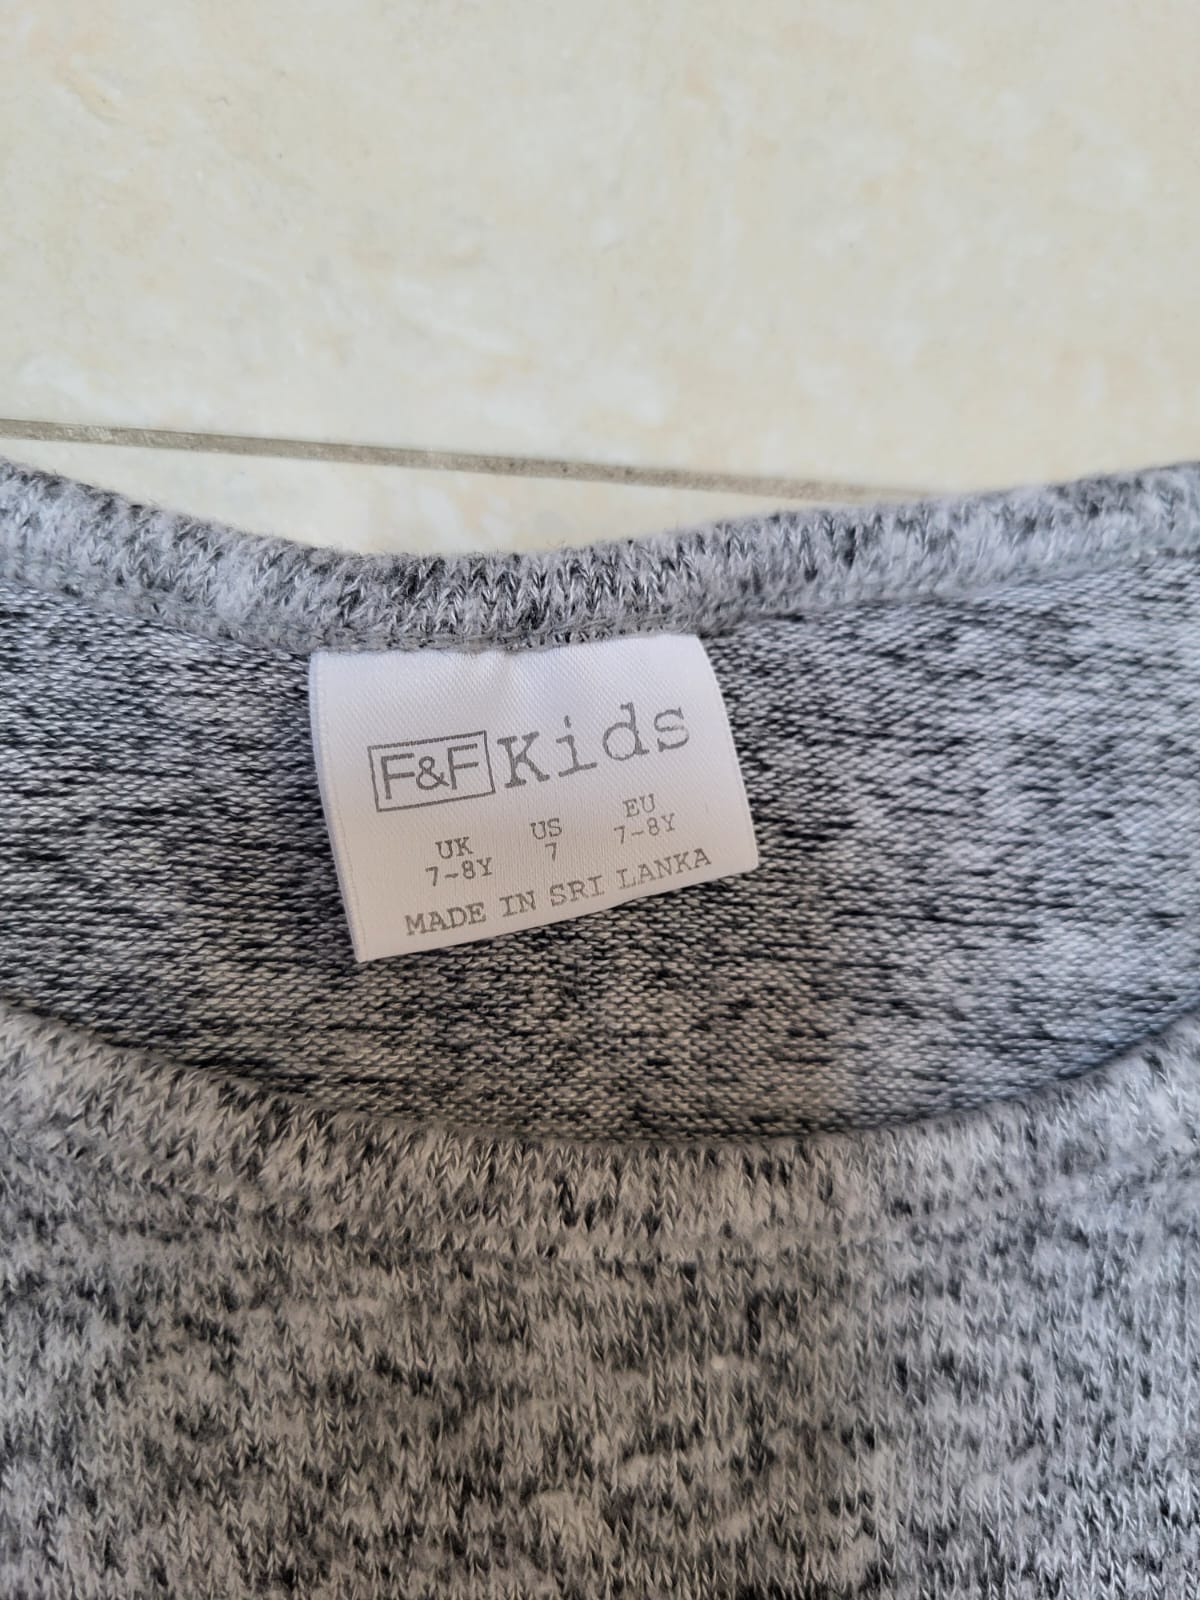 F&F Kids
UK US EU
7-8Y 7 7-8Y
MADE IN SRI LANKA